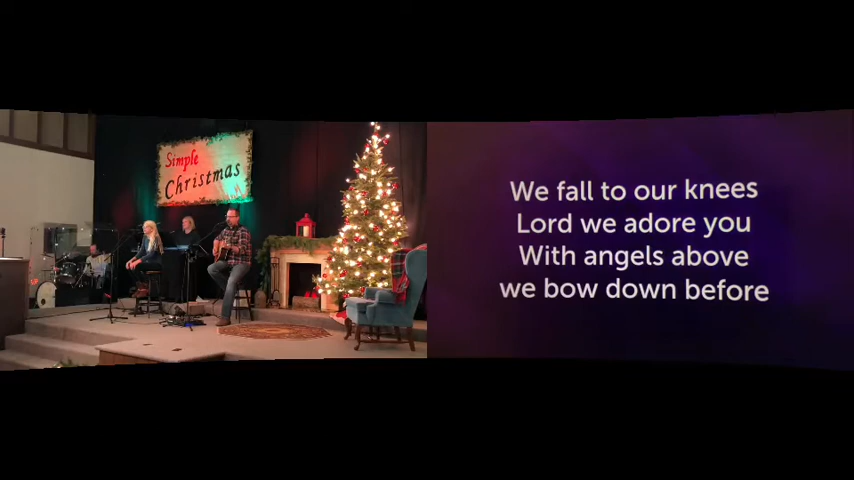 Simple
Christmas
We fall to our knees
Lord we adore you
With angels above
we bow down before